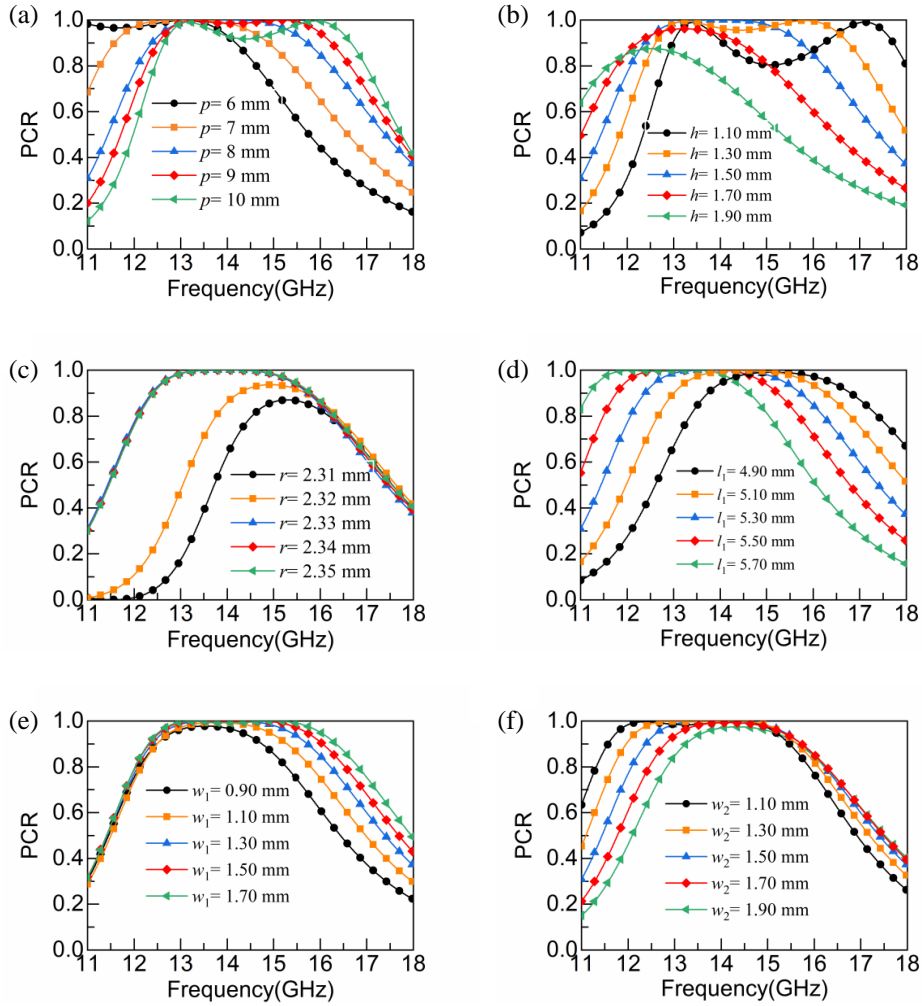 (a)
PCR
1.0
0.8
0.6
0.4
0.2
0.0
p= 6 mm
p= 7 mm
p= 8 mm
p= 9 mm
p= 10 mm
11 12 13 14 15 16 17 18
Frequency(GHz)
(b)
PCR
1.0
0.8
0.6
0.4
0.2
0.0
h= 1.10 mm
h= 1.30 mm
h= 1.50 mm
h= 1.70 mm
h= 1.90 mm
11 12 13 14 15 16 17 18
Frequency(GHz)
(c)
PCR
1.0
0.8
0.6
0.4
0.2
0.0
r= 2.31 mm
r= 2.32 mm
r= 2.33 mm
r= 2.34 mm
r= 2.35 mm
11 12 13 14 15 16 17 18
Frequency(GHz)
(d)
PCR
1.0
0.8
0.6
0.4
0.2
0.0
l₁= 4.90 mm
l₁= 5.10 mm
l₁= 5.30 mm
l₁= 5.50 mm
l₁= 5.70 mm
11 12 13 14 15 16 17 18
Frequency(GHz)
(e)
PCR
1.0
0.8
0.6
0.4
0.2
0.0
w₁= 0.90 mm
w₁= 1.10 mm
w₁= 1.30 mm
w₁= 1.50 mm
w₁= 1.70 mm
11 12 13 14 15 16 17 18
Frequency(GHz)
(f)
PCR
1.0
0.8
0.6
0.4
0.2
0.0
w₂= 1.10 mm
w₂= 1.30 mm
w₂= 1.50 mm
w₂= 1.70 mm
w₂= 1.90 mm
11 12 13 14 15 16 17 18
Frequency(GHz)